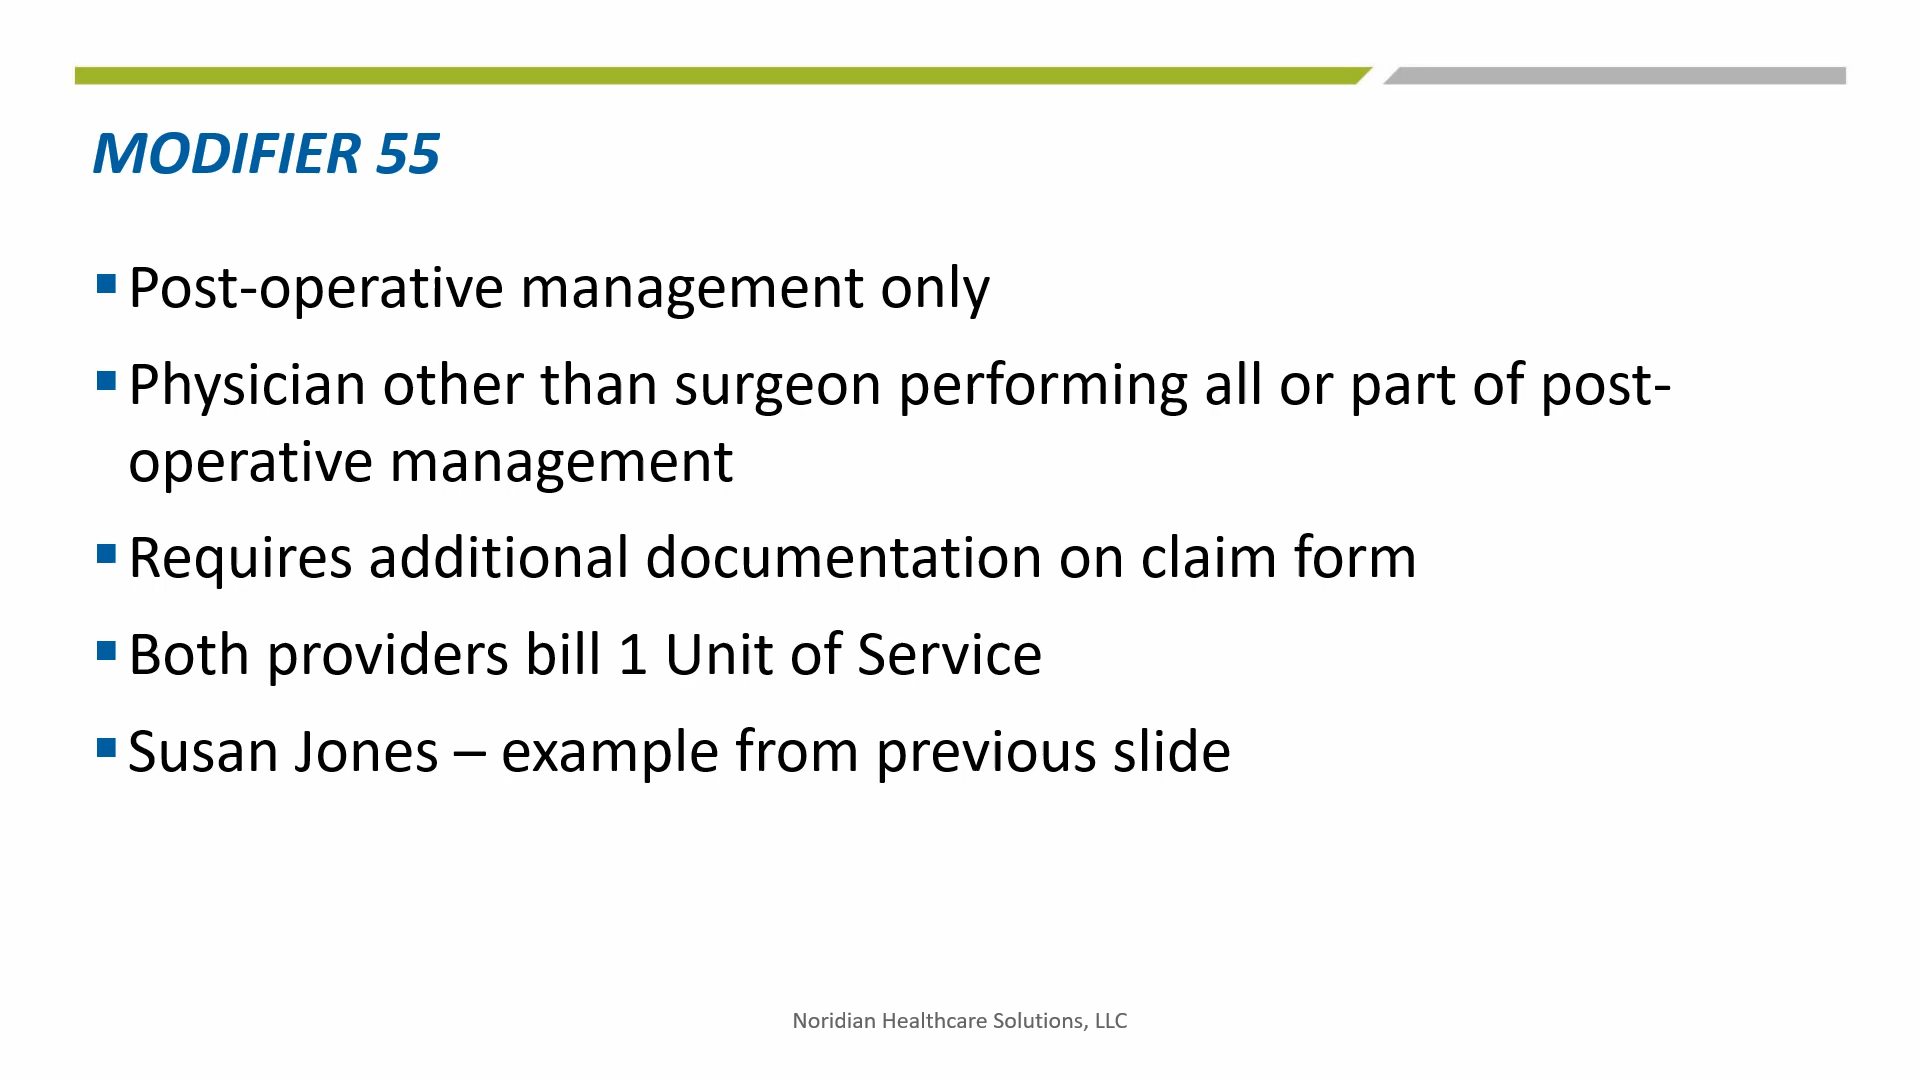 MODIFIER 55
▪Post-operative management only
▪Physician other than surgeon performing all or part of post-
operative management
▪Requires additional documentation on claim form
▪Both providers bill 1 Unit of Service
▪Susan Jones – example from previous slide
Noridian Healthcare Solutions, LLC